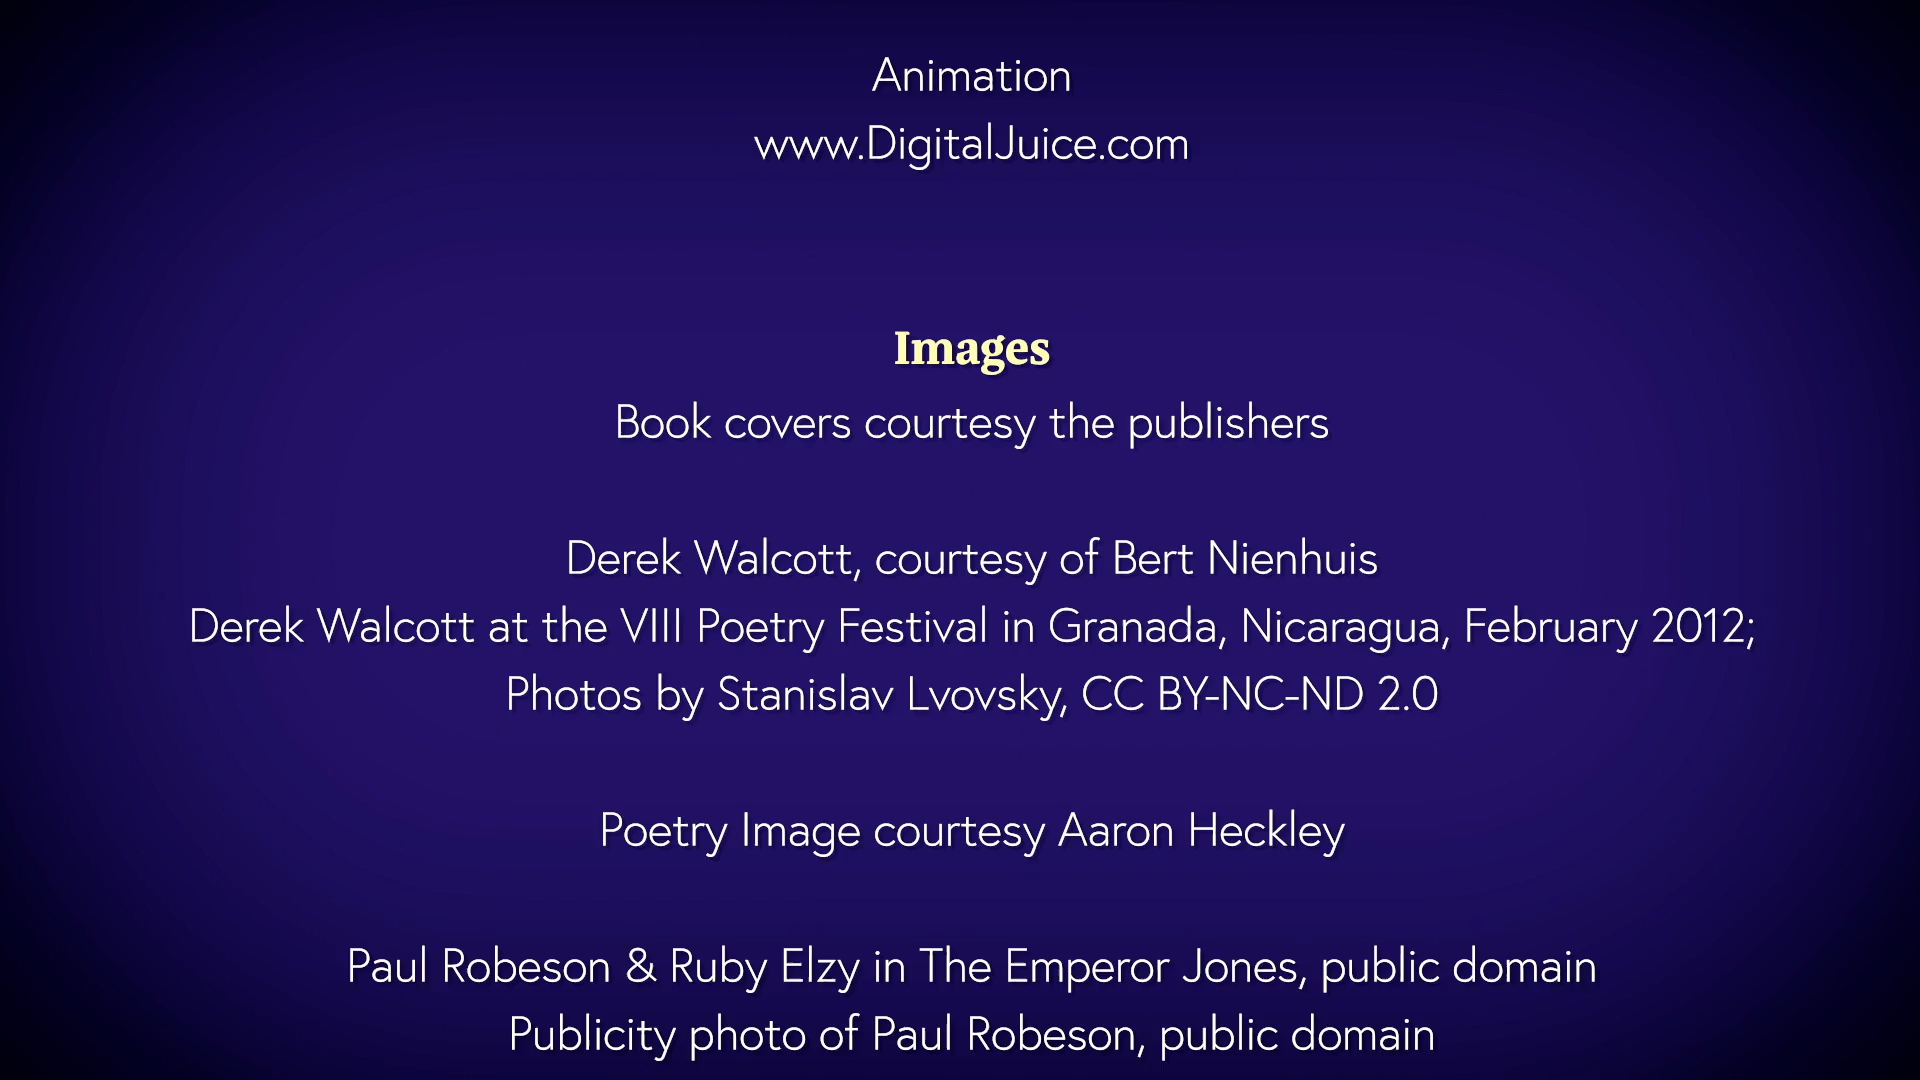 Animation
www.DigitalJuice.com
Images
Book covers courtesy the publishers
Derek Walcott, courtesy of Bert Nienhuis
Derek Walcott at the VIII Poetry Festival in Granada, Nicaragua, February 2012;
Photos by Stanislav Lvovsky, CC BY-NC-ND 2.0
Poetry Image courtesy Aaron Heckley
Paul Robeson & Ruby Elzy in The Emperor Jones, public domain
Publicity photo of Paul Robeson, public domain